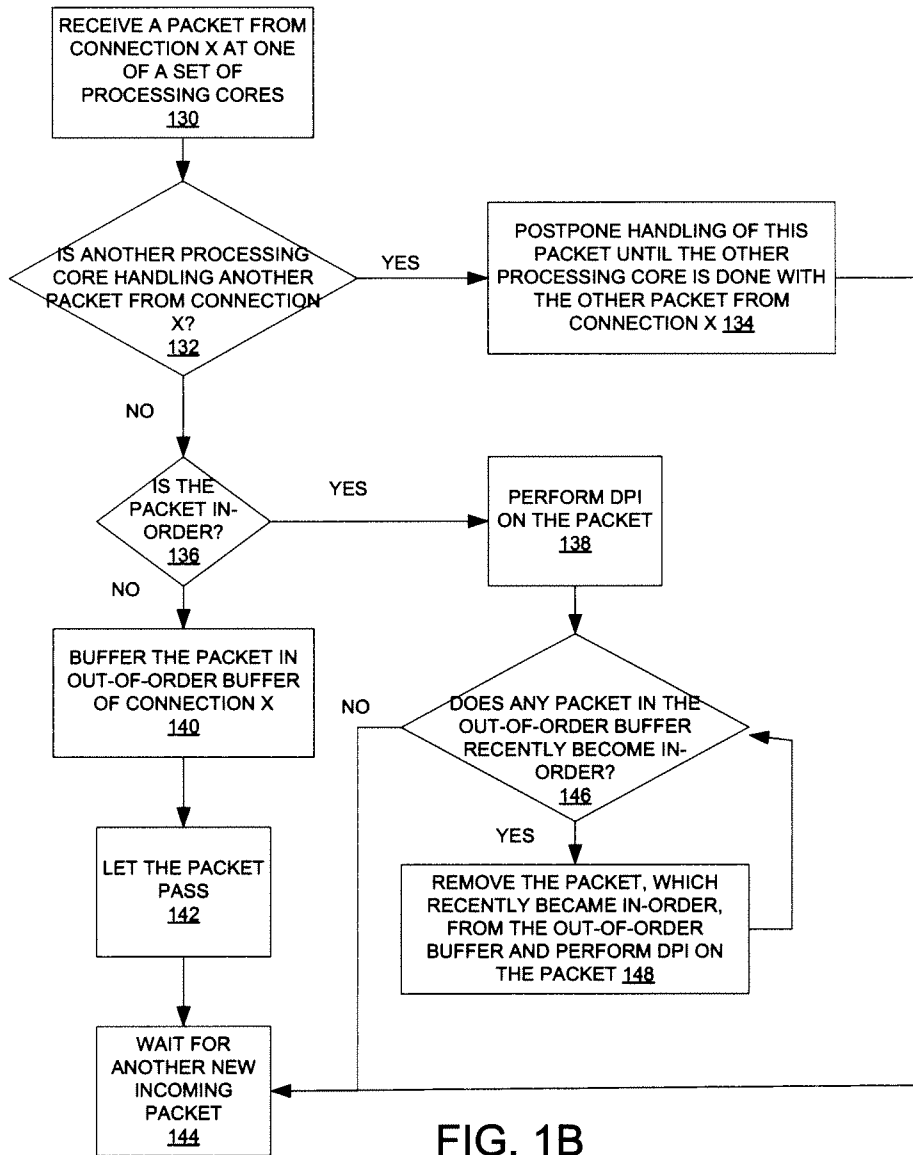 RECEIVE A PACKET FROM
CONNECTION X AT ONE
OF A SET OF
PROCESSING CORES
130
IS ANOTHER PROCESSING
CORE HANDLING ANOTHER
PACKET FROM CONNECTION
X?
132
YES
POSTPONE HANDLING OF THIS
PACKET UNTIL THE OTHER
PROCESSING CORE IS DONE WITH
THE OTHER PACKET FROM
CONNECTION X 134
NO
IS THE
PACKET IN-
ORDER?
136
YES
PERFORM DPI
ON THE PACKET
138
NO
BUFFER THE PACKET IN
OUT-OF-ORDER BUFFER
OF CONNECTION X
140
NO
DOES ANY PACKET IN THE
OUT-OF-ORDER BUFFER
RECENTLY BECOME IN-
ORDER?
146
YES
LET THE PACKET
PASS
142
REMOVE THE PACKET, WHICH
RECENTLY BECAME IN-ORDER,
FROM THE OUT-OF-ORDER
BUFFER AND PERFORM DPI ON
THE PACKET 148
WAIT FOR
ANOTHER NEW
INCOMING
PACKET
144
FIG. 1B